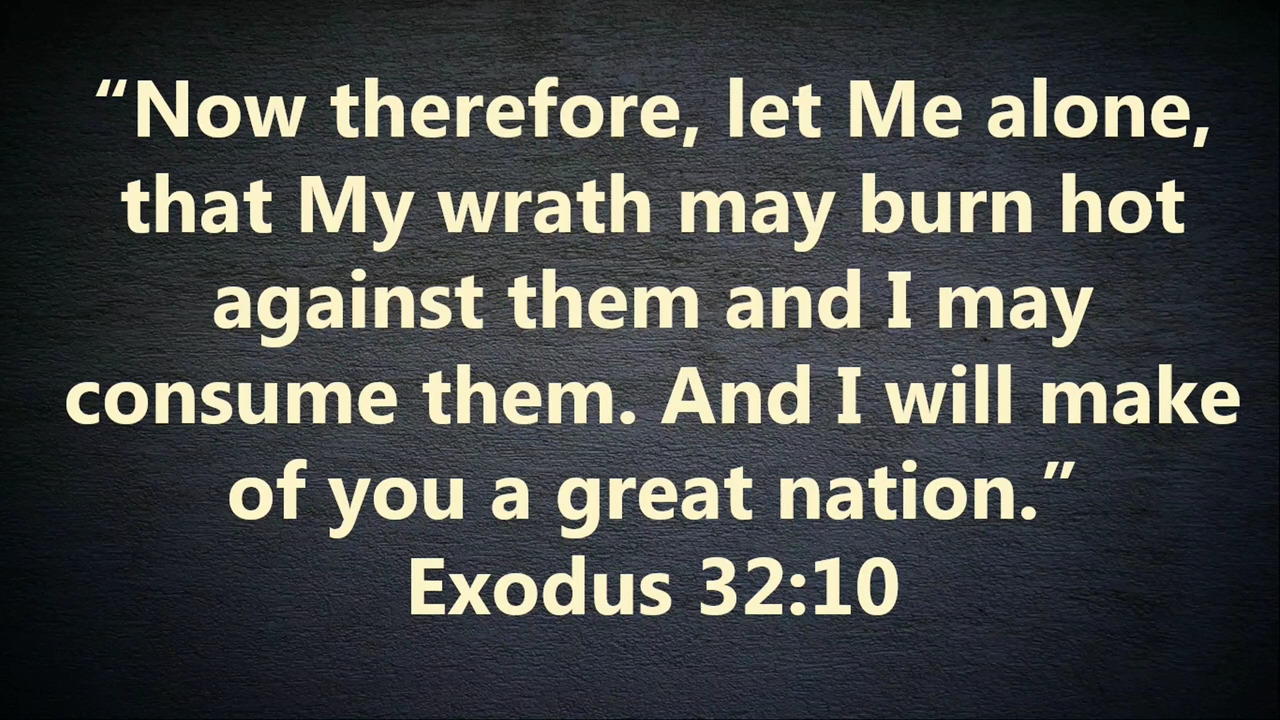 “Now therefore, let Me alone,
that My wrath may burn hot
against them and I may
consume them. And I will make
of you a great nation.”
Exodus 32:10